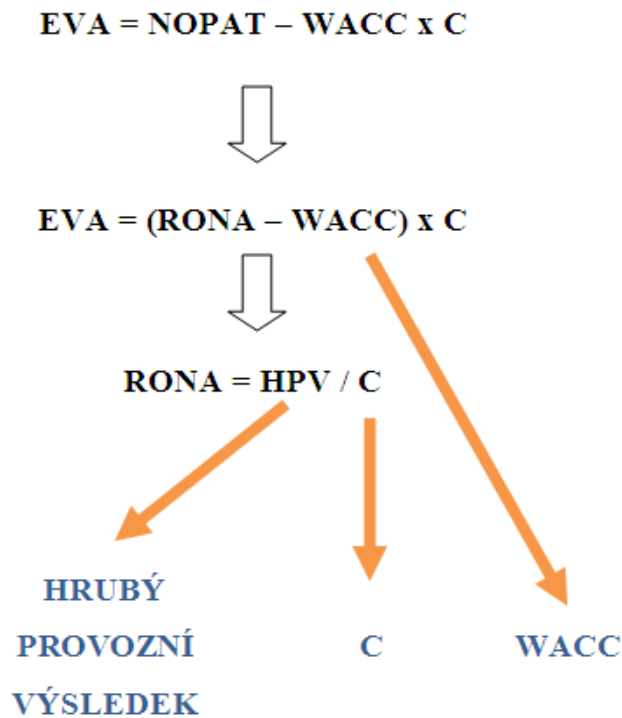 EVA = NOPAT – WACC x C
EVA = (RONA – WACC) x C
RONA = HPV / C
HRUBÝ
PROVOZNÍ
VÝSLEDEK
C
WACC